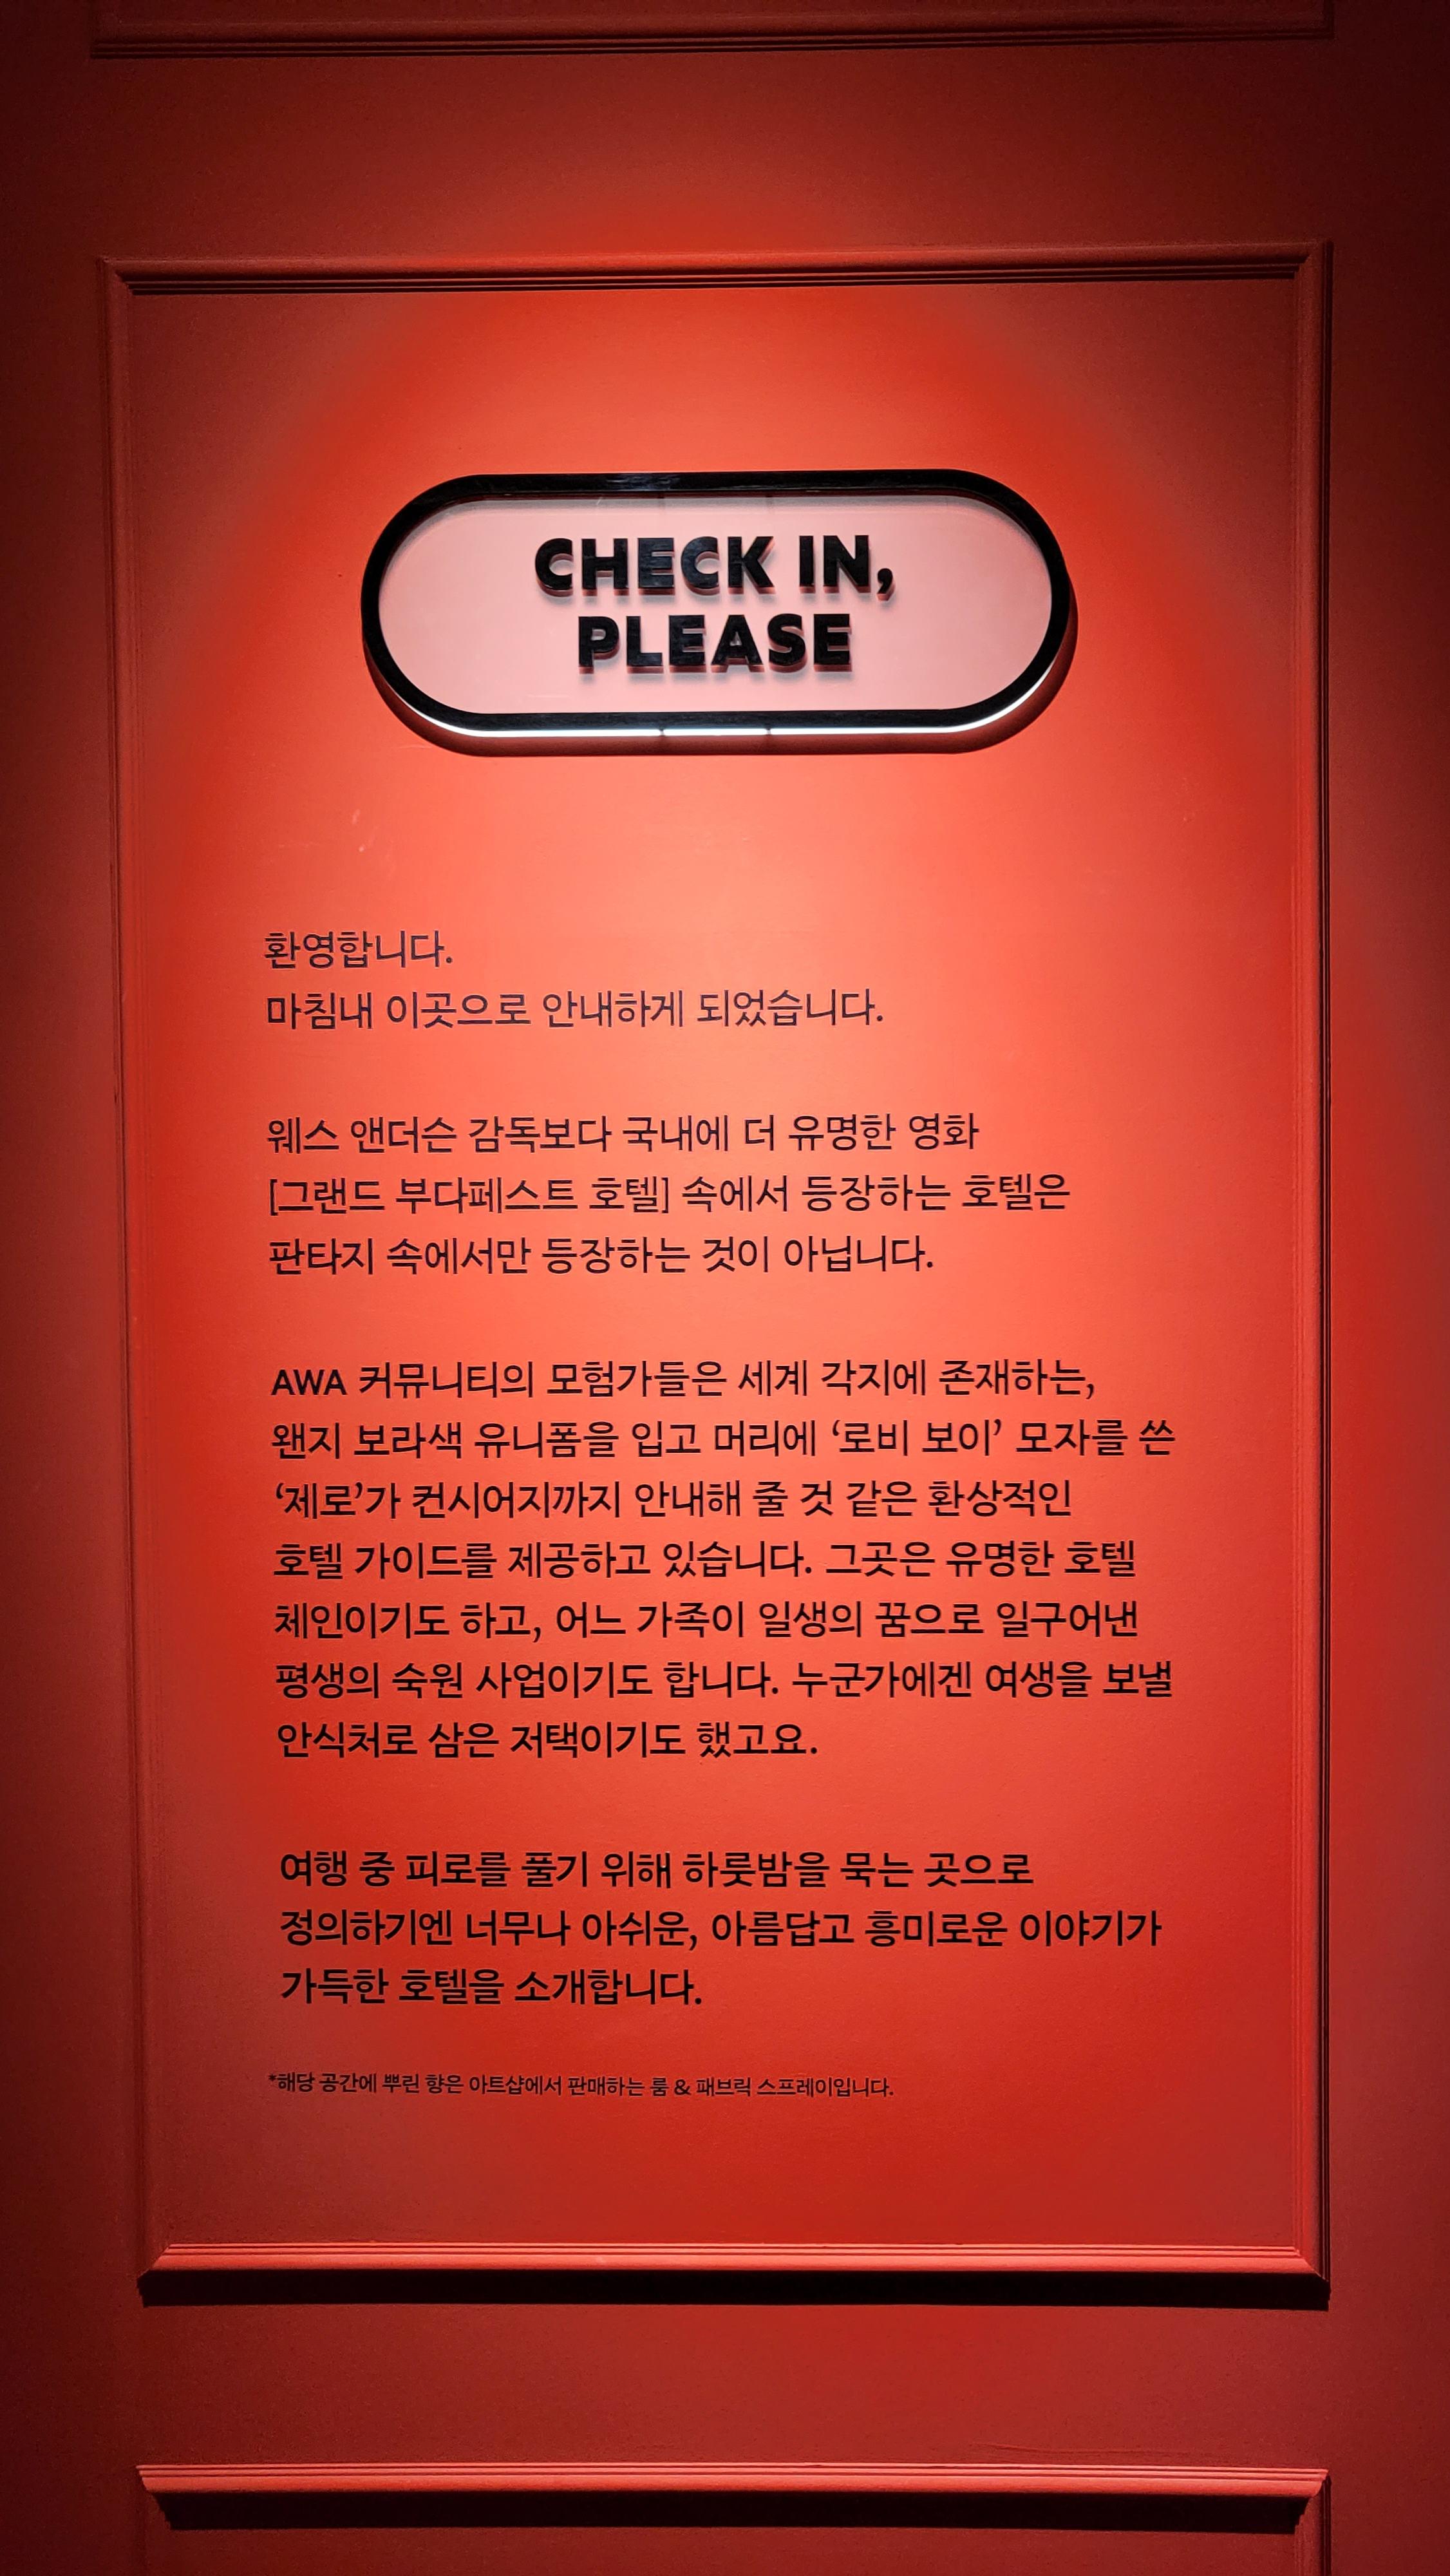 CHECK IN,
PLEASE
환영합니다.
마침내 이곳으로 안내하게 되었습니다.
웨스 앤더슨 감독보다 국내에 더 유명한 영화
[그랜드 부다페스트 호텔] 속에서 등장하는 호텔은
판타지 속에서만 등장하는 것이 아닙니다.
AWA 커뮤니티의 모험가들은 세계 각지에 존재하는,
왠지 보라색 유니폼을 입고 머리에 ‘로비 보이’ 모자를 쓴
‘제로’가 컨시어지까지 안내해 줄 것 같은 환상적인
호텔 가이드를 제공하고 있습니다. 그곳은 유명한 호텔
체인이기도 하고, 어느 가족이 일생의 꿈으로 일구어낸
평생의 숙원 사업이기도 합니다. 누군가에겐 여생을 보낼
안식처로 삼은 저택이기도 했고요.
여행 중 피로를 풀기 위해 하룻밤을 묵는 곳으로
정의하기엔 너무나 아쉬운, 아름답고 흥미로운 이야기가
가득한 호텔을 소개합니다.
*해당 공간에 뿌린 향은 아트샵에서 판매하는 룸 & 패브릭 스프레이입니다.